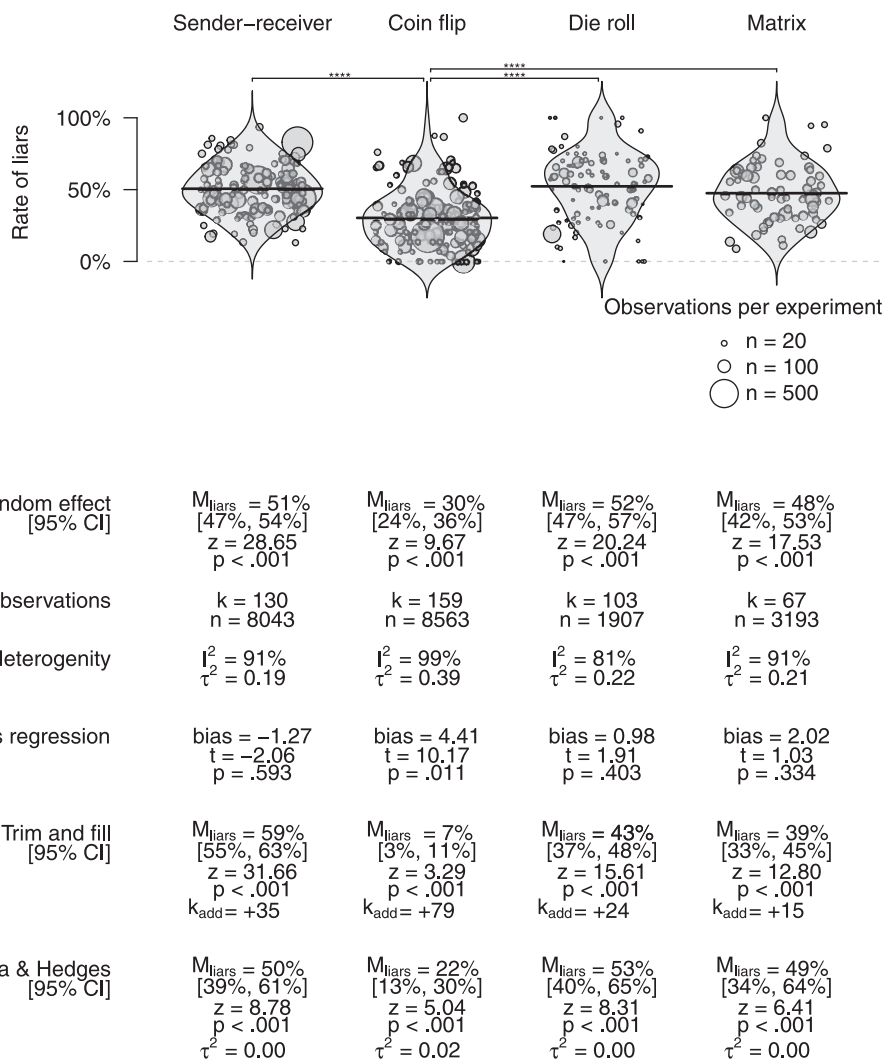 Sender−receiver Coin flip Die roll Matrix
**** ****
**** 
100%
50%
0%
Rate of liars
Observations per experiment
n = 20
n = 100
n = 500
ndom effect M_liars = 51% M_liars = 30% M_liars = 52% M_liars = 48%
[95% CI] [47%, 54%] [24%, 36%] [47%, 57%] [42%, 53%]
z = 28.65 z = 9.67 z = 20.24 z = 17.53
p < .001 p < .001 p < .001 p < .001
bservations k = 130 k = 159 k = 103 k = 67
n = 8043 n = 8563 n = 1907 n = 3193
eterogenity I² = 91% I² = 99% I² = 81% I² = 91%
τ² = 0.19 τ² = 0.39 τ² = 0.22 τ² = 0.21
s regression bias = −1.27 bias = 4.41 bias = 0.98 bias = 2.02
t = −2.06 t = 10.17 t = 1.91 t = 1.03
p = .593 p = .011 p = .403 p = .334
Trim and fill M_liars = 59% M_liars = 7% M_liars = 43% M_liars = 39%
[95% CI] [55%, 63%] [3%, 11%] [37%, 48%] [33%, 45%]
z = 31.66 z = 3.29 z = 15.61 z = 12.80
p < .001 p < .001 p < .001 p < .001
k_add = +35 k_add = +79 k_add = +24 k_add = +15
a & Hedges M_liars = 50% M_liars = 22% M_liars = 53% M_liars = 49%
[95% CI] [39%, 61%] [13%, 30%] [40%, 65%] [34%, 64%]
z = 8.78 z = 5.04 z = 8.31 z = 6.41
p < .001 p < .001 p < .001 p < .001
τ² = 0.00 τ² = 0.02 τ² = 0.00 τ² = 0.00